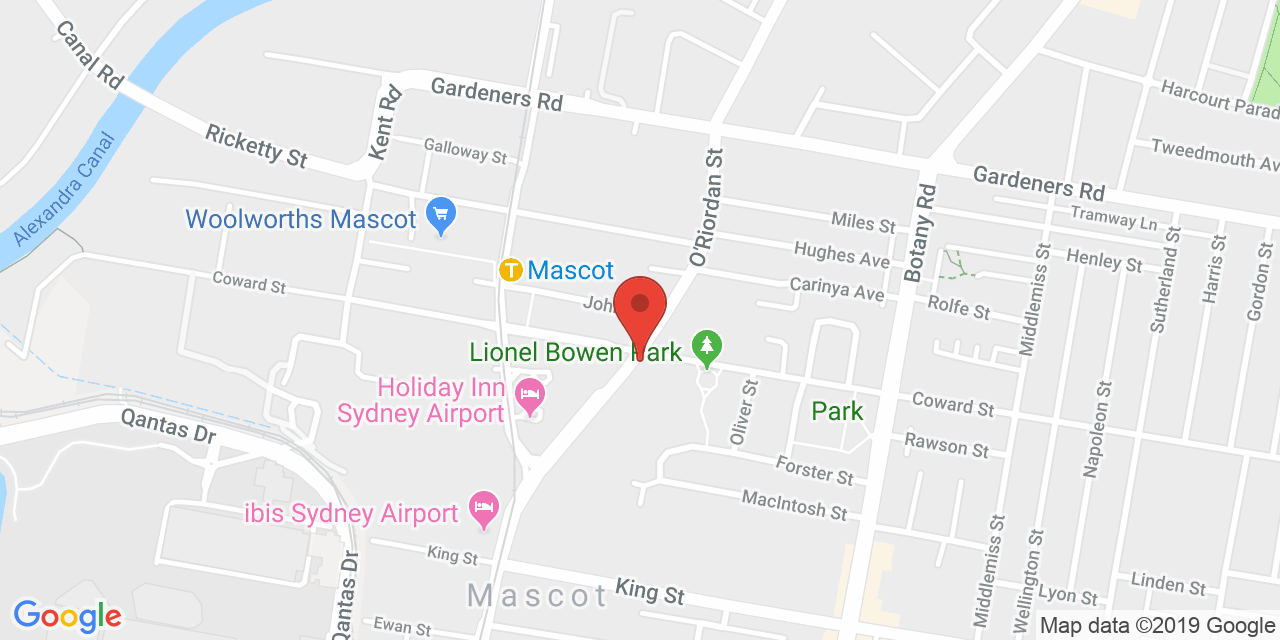 Canal Rd
Gardeners Rd
Kent Rd
Harcourt Parad
Ricketty St
Galloway St
O'Riordan St
Tweedmouth Av
Gardeners Rd
Alexandra Canal
Woolworths Mascot
Botany Rd
Miles St
Tramway Ln
Hughes Ave
Henley St
Sutherland St
Harris St
Gordon St
Mascot
Coward St
Carinya Ave
Rolfe St
Middlemiss St
John
Lionel Bowen Park
Holiday Inn
Sydney Airport
Qantas Dr
Oliver St
Park
Coward St
Napoleon St
Rawson St
Forster St
MacIntosh St
ibis Sydney Airport
King St
Qantas Dr
Mascot
King St
Middlemiss St
Wellington St
Lyon St
Linden St
Ewan St
Google
Map data ©2019 Google